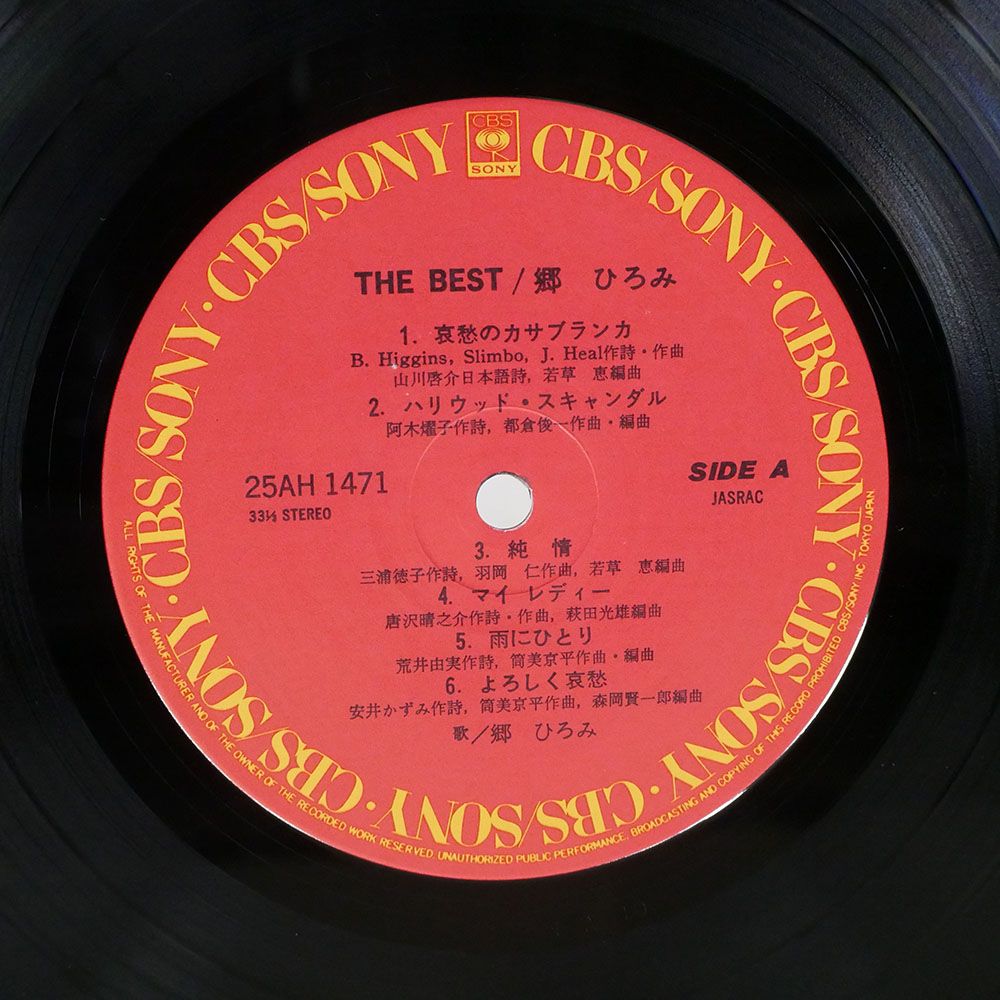 CBS
SONY
CBS/SONY · CBS/SONY · CBS/SONY · CBS/SONY · CBS/SONY · CBS/SONY · CBS/SONY · CBS/SONY
THE BEST / 郷 ひろみ
1. 哀愁のカサブランカ
B. Higgins, Slimbo, J. Heal作詩・作曲
山川啓介日本語詩, 若草 恵編曲
2. ハリウッド・スキャンダル
阿木燿子作詩, 都倉俊一作曲・編曲
25AH 1471
33⅓ STEREO
SIDE A
JASRAC
3. 純 情
三浦徳子作詩, 羽岡 仁作曲, 若草 恵編曲
4. マイ レディー
唐沢晴之介作詩・作曲, 萩田光雄編曲
5. 雨にひとり
荒井由実作詩, 筒美京平作曲・編曲
6. よろしく哀愁
安井かずみ作詩, 筒美京平作曲, 森岡賢一郎編曲
歌／郷 ひろみ
ALL RIGHTS OF THE MANUFACTURER AND OF THE OWNER OF THE RECORDED WORK RESERVED. UNAUTHORIZED PUBLIC PERFORMANCE, BROADCASTING AND COPYING OF THIS RECORD PROHIBITED CBS/SONY INC. TOKYO JAPAN